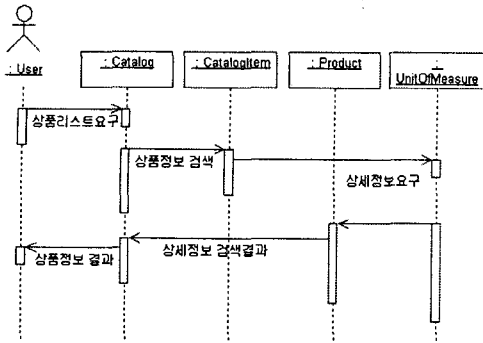 : User
: Catalog
: CatalogItem
: Product
:
UnitOfMeasure
상품리스트요구
상품정보 검색
상세정보요구
상세정보 검색결과
상품정보 결과